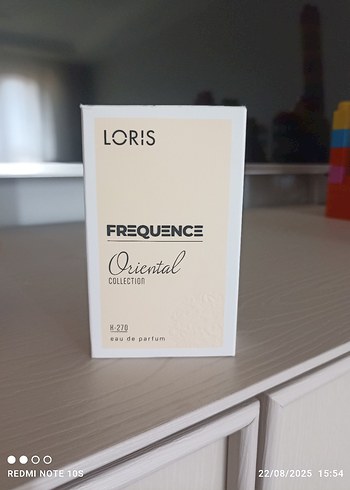 LORIS
FREQUENCE
Oriental
COLLECTION
K-270
eau de parfum
REDMI NOTE 10S
22/08/2025 15:54